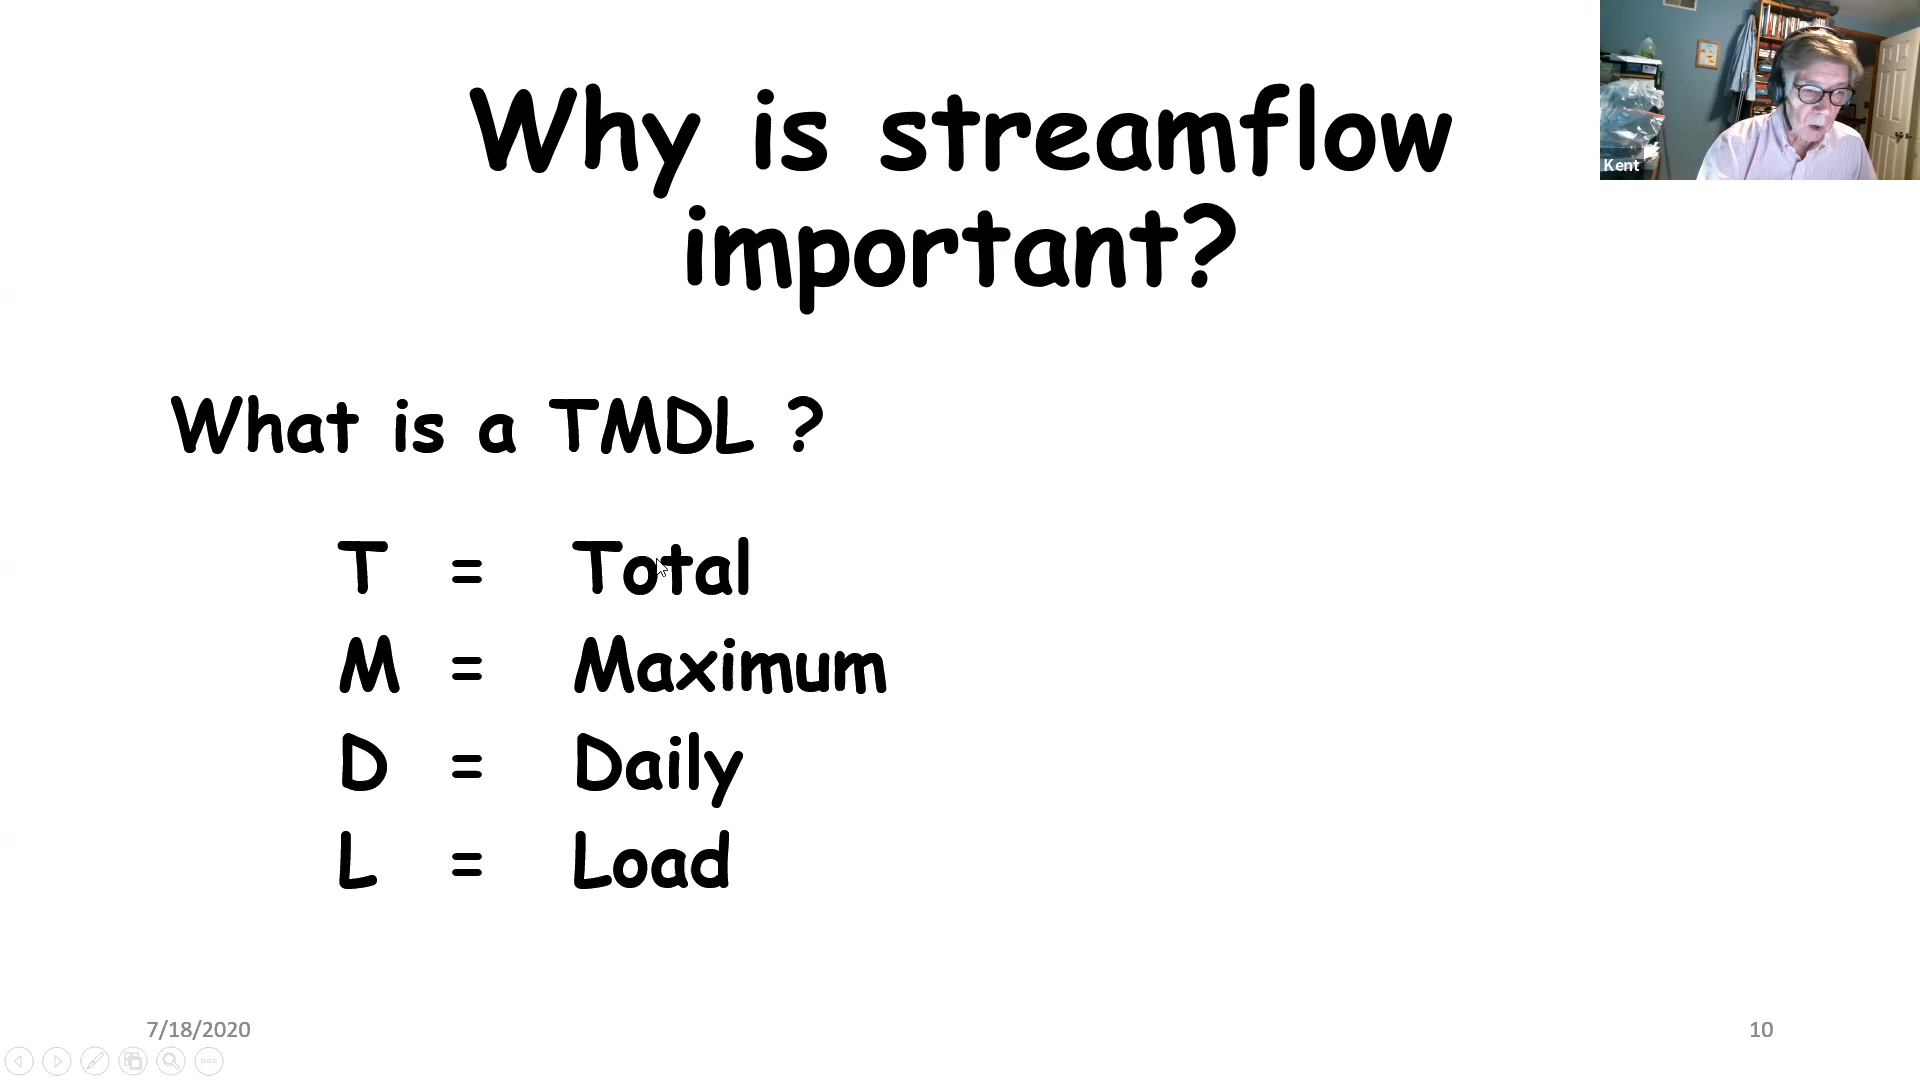 Why is streamflow
important?
Kent
What is a TMDL ?
T = Total
M = Maximum
D = Daily
L = Load
7/18/2020
10